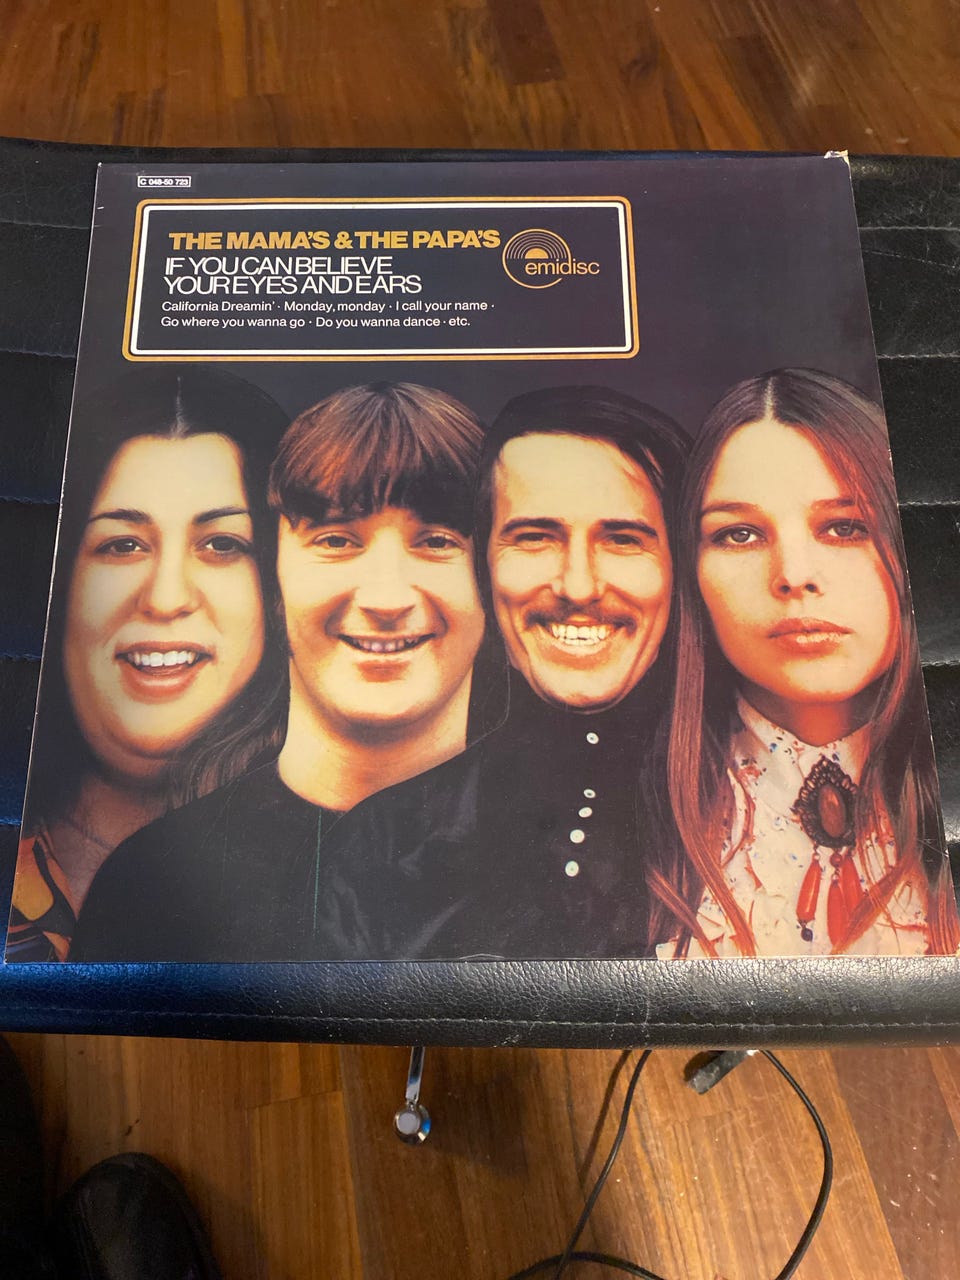 C 048-50 723
THE MAMA'S & THE PAPA'S
IF YOU CAN BELIEVE
YOUR EYES AND EARS
emidisc
California Dreamin' · Monday, monday · I call your name ·
Go where you wanna go · Do you wanna dance · etc.